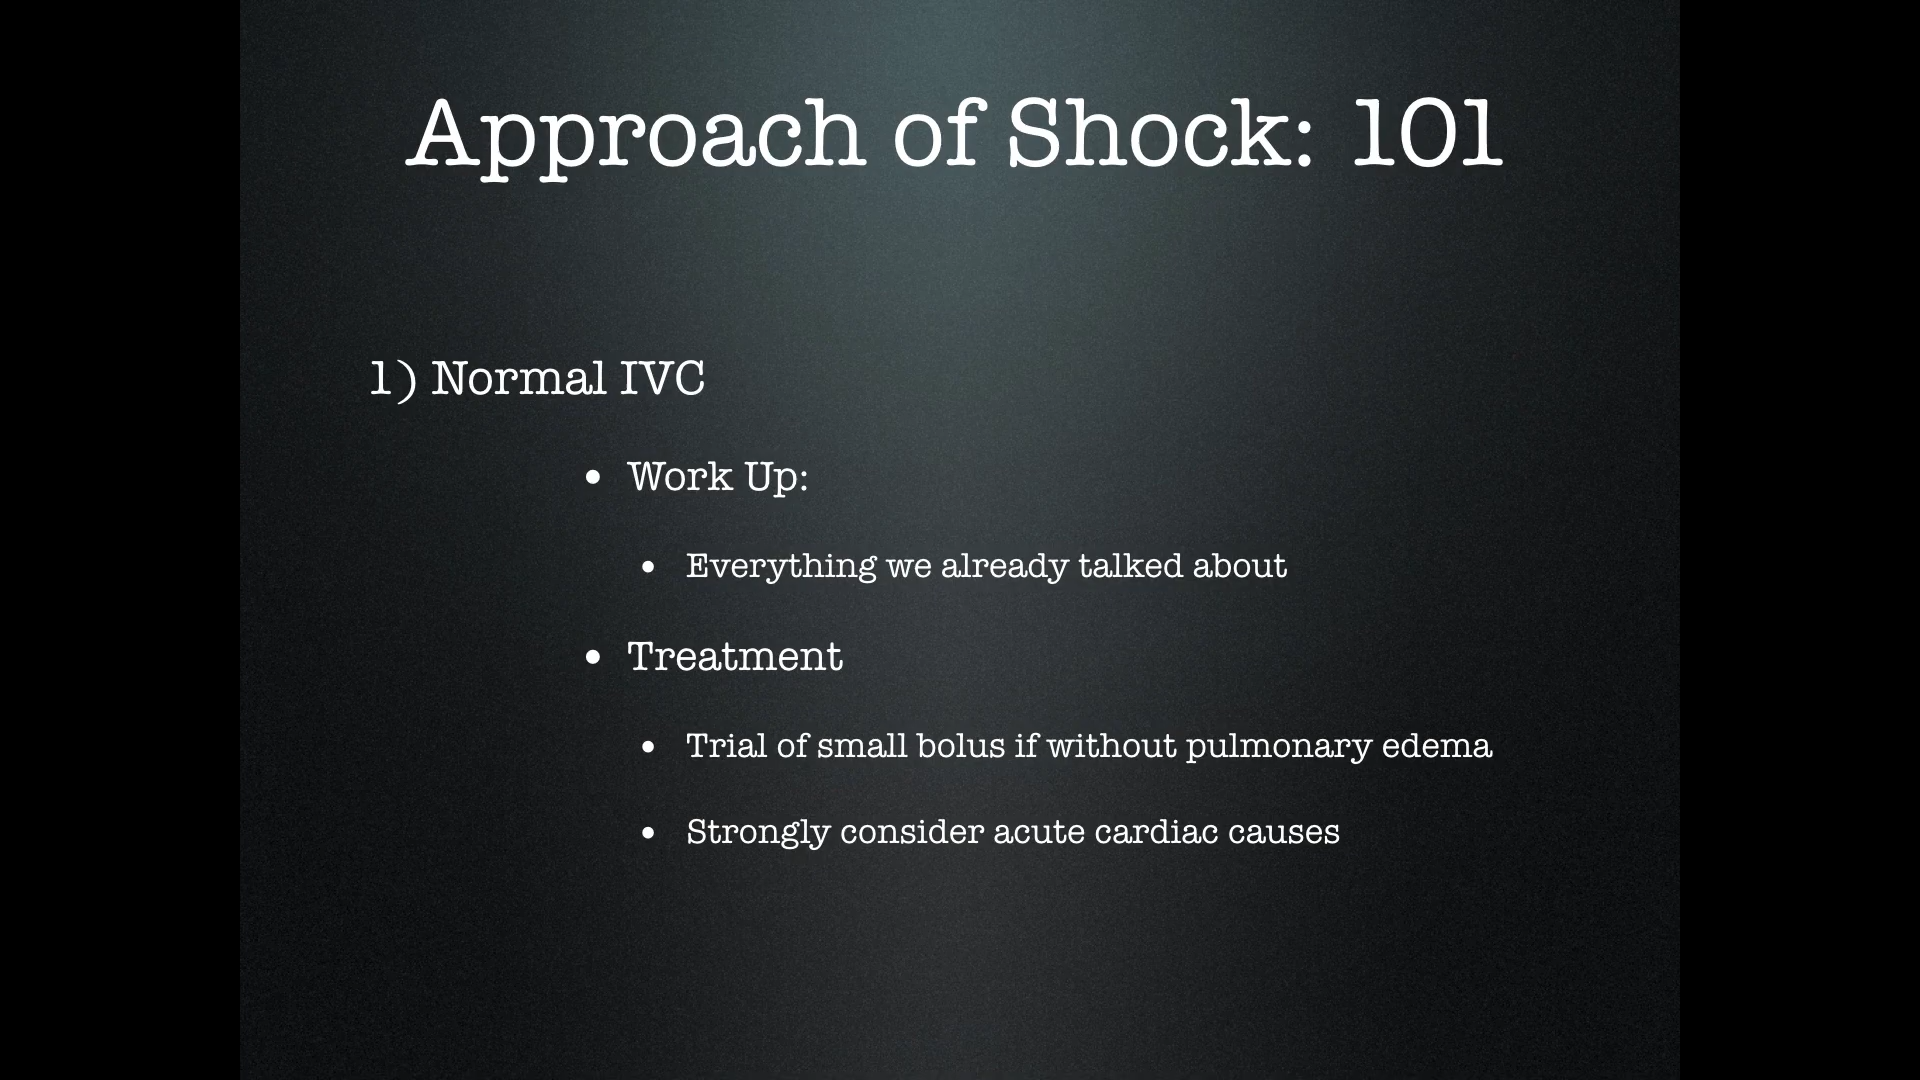 Approach of Shock: 101
1) Normal IVC
• Work Up:
• Everything we already talked about
• Treatment
• Trial of small bolus if without pulmonary edema
• Strongly consider acute cardiac causes